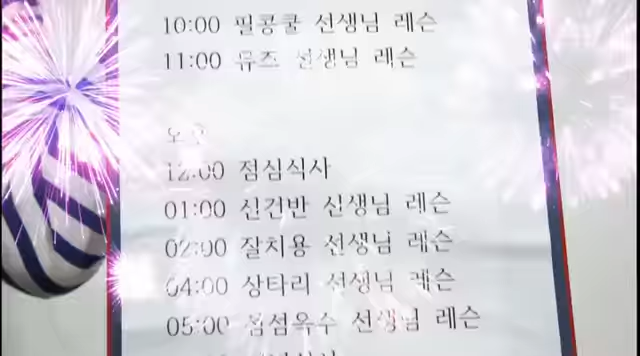 10:00 필콩쿨 선생님 레슨
11:00 뮤즈 선생님 레슨
오후
12:00 점심식사
01:00 신건반 선생님 레슨
02:00 잘치용 선생님 레슨
04:00 상타리 선생님 레슨
05:00 섬섬옥수 선생님 레슨